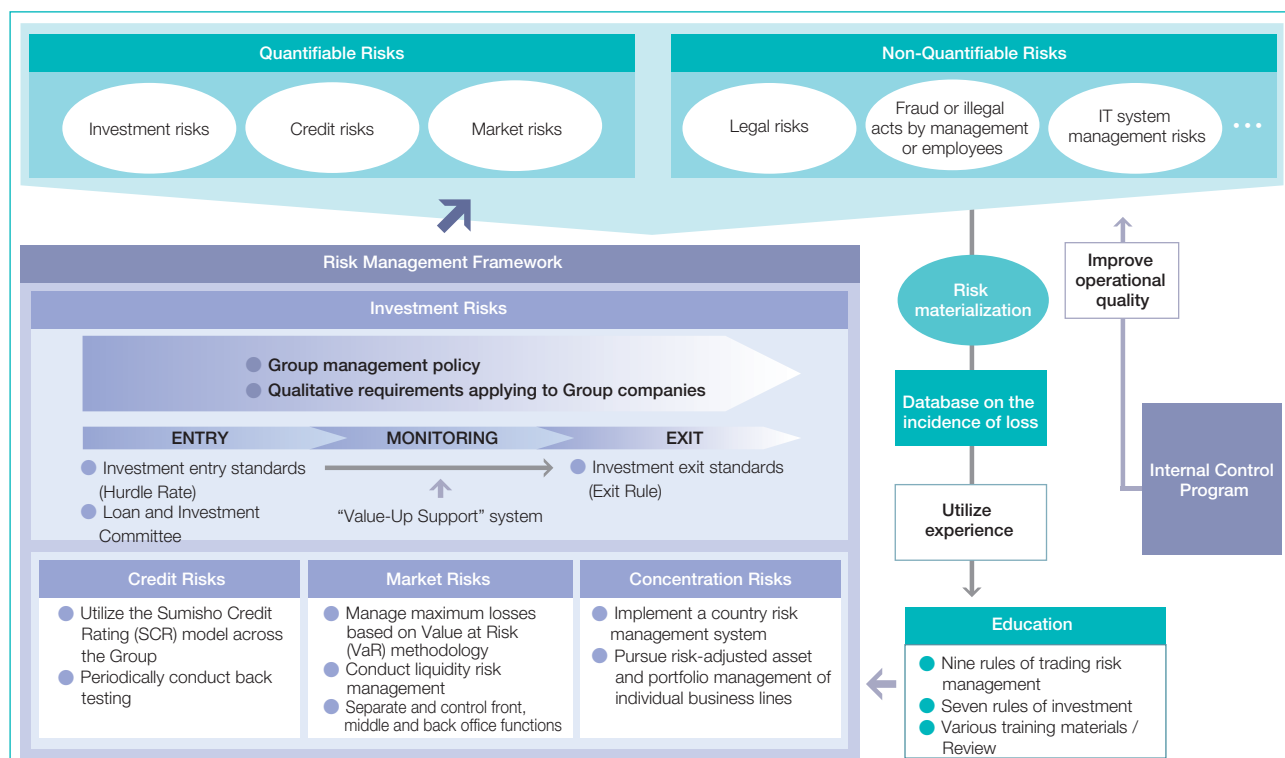 Quantifiable Risks
Investment risks
Credit risks
Market risks
Non-Quantifiable Risks
Legal risks
Fraud or illegal
acts by management
or employees
IT system
management risks
...
Risk Management Framework
Investment Risks
Group management policy
Qualitative requirements applying to Group companies
ENTRY
MONITORING
EXIT
Investment entry standards
(Hurdle Rate)
Loan and Investment
Committee
“Value-Up Support” system
Investment exit standards
(Exit Rule)
Credit Risks
Utilize the Sumisho Credit
Rating (SCR) model across
the Group
Periodically conduct back
testing
Market Risks
Manage maximum losses
based on Value at Risk
(VaR) methodology
Conduct liquidity risk
management
Separate and control front,
middle and back office functions
Concentration Risks
Implement a country risk
management system
Pursue risk-adjusted asset
and portfolio management of
individual business lines
Risk
materialization
Database on the
incidence of loss
Utilize
experience
Education
Nine rules of trading risk
management
Seven rules of investment
Various training materials /
Review
Improve
operational
quality
Internal Control
Program